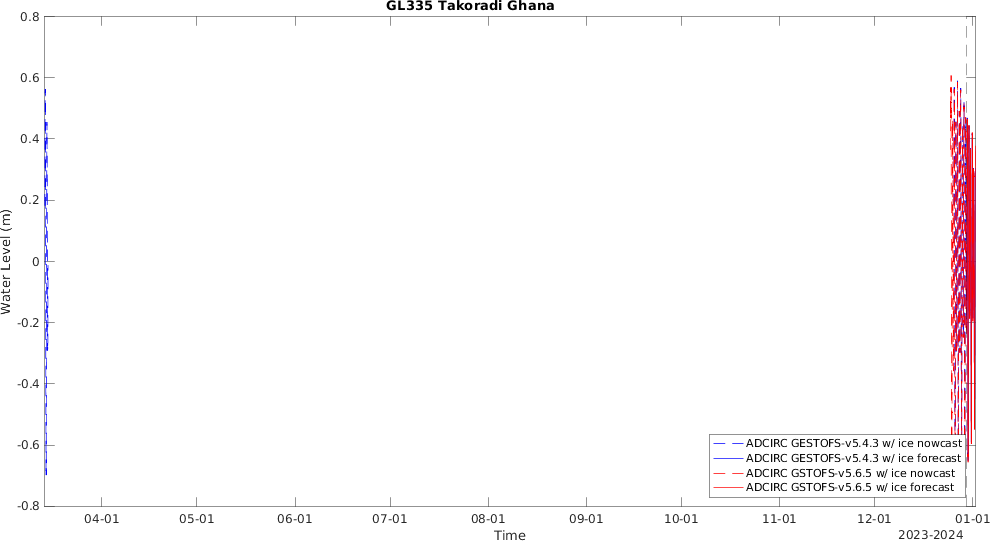 GL335 Takoradi Ghana
0.8
0.6
0.4
0.2
0
-0.2
-0.4
-0.6
-0.8
Water Level (m)
ADCIRC GESTOFS-v5.4.3 w/ ice nowcast
ADCIRC GESTOFS-v5.4.3 w/ ice forecast
ADCIRC GSTOFS-v5.6.5 w/ ice nowcast
ADCIRC GSTOFS-v5.6.5 w/ ice forecast
04-01 05-01 06-01 07-01 08-01 09-01 10-01 11-01 12-01 01-01
Time
2023-2024